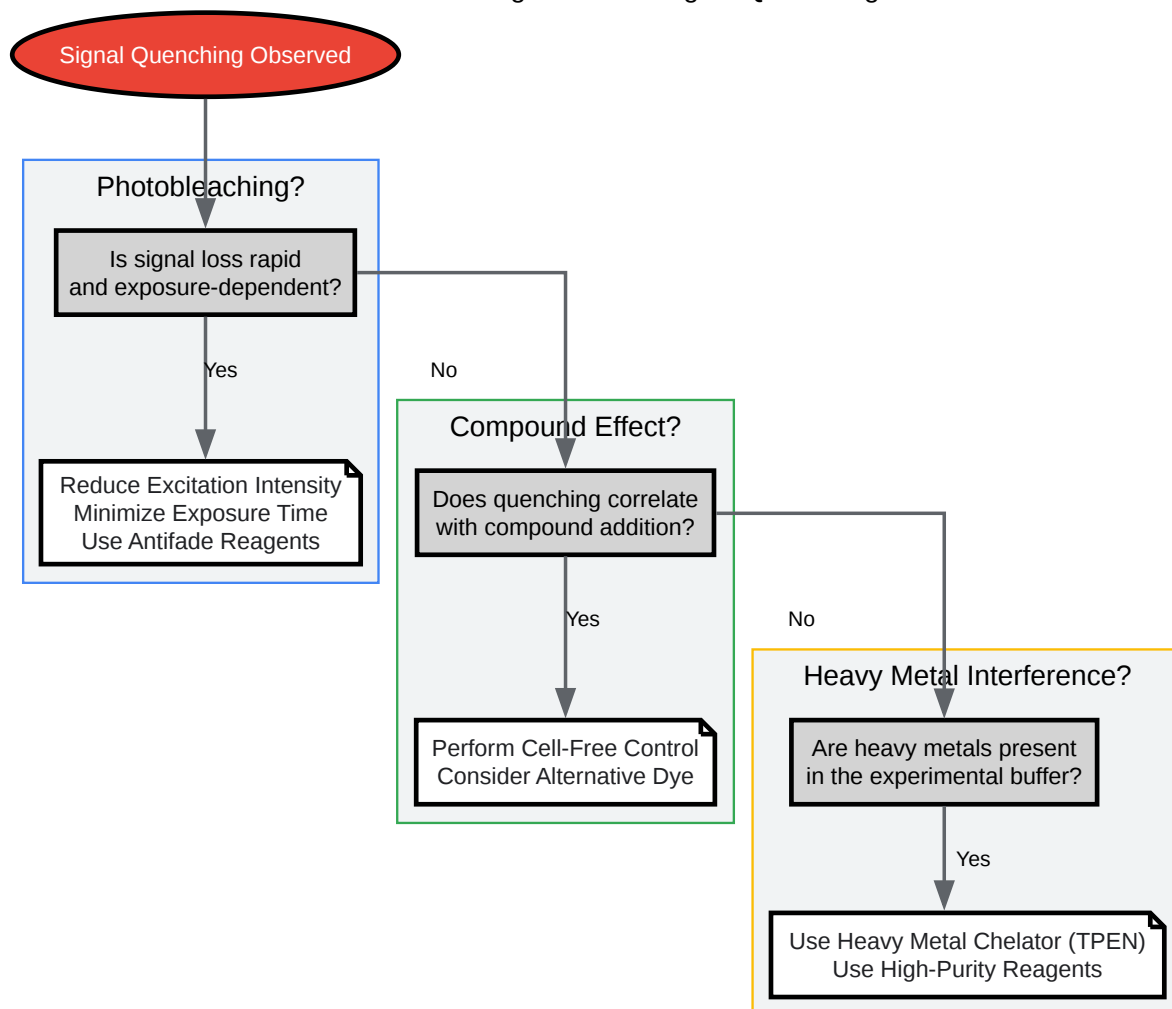 Signal Quenching Observed
Photobleaching?
Is signal loss rapid
and exposure-dependent?
Yes
No
Reduce Excitation Intensity
Minimize Exposure Time
Use Antifade Reagents
Compound Effect?
Does quenching correlate
with compound addition?
Yes
No
Perform Cell-Free Control
Consider Alternative Dye
Heavy Metal Interference?
Are heavy metals present
in the experimental buffer?
Yes
Use Heavy Metal Chelator (TPEN)
Use High-Purity Reagents